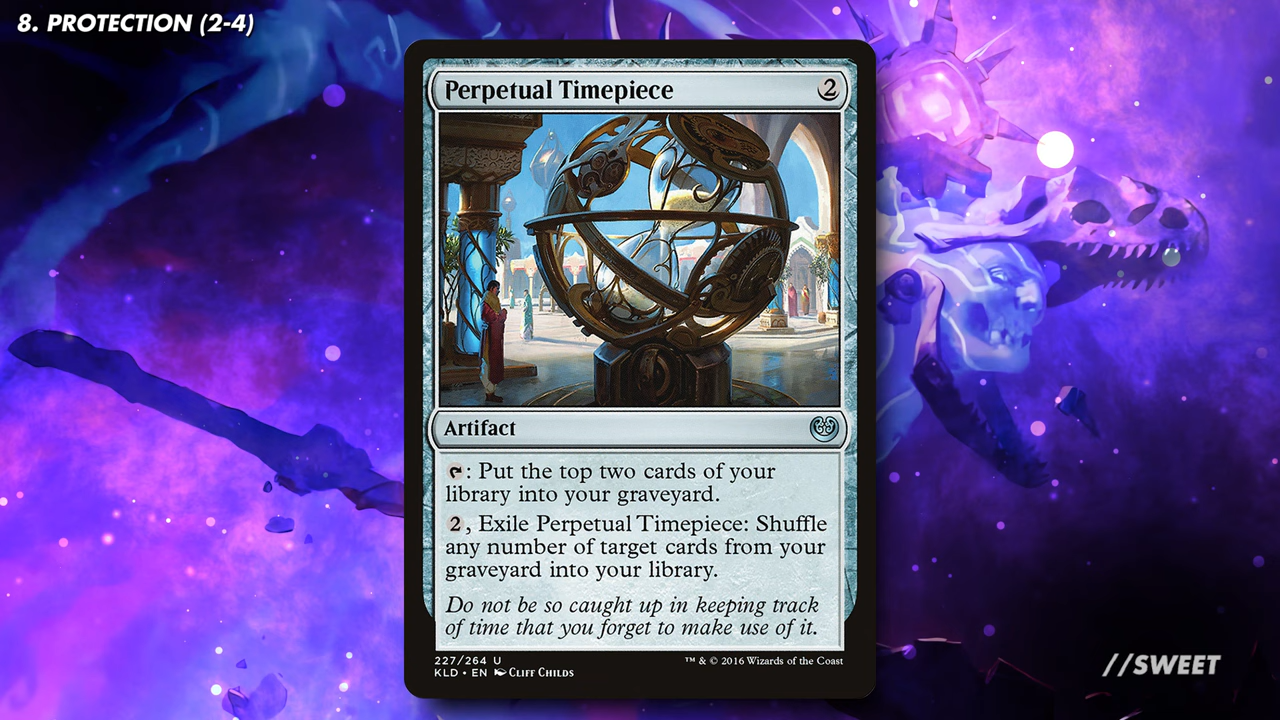 8. PROTECTION (2-4)
Perpetual Timepiece 2
Artifact
: Put the top two cards of your
library into your graveyard.
2, Exile Perpetual Timepiece: Shuffle
any number of target cards from your
graveyard into your library.
Do not be so caught up in keeping track
of time that you forget to make use of it.
227/264 U
KLD • EN Cliff Childs
™ & © 2016 Wizards of the Coast
//SWEET